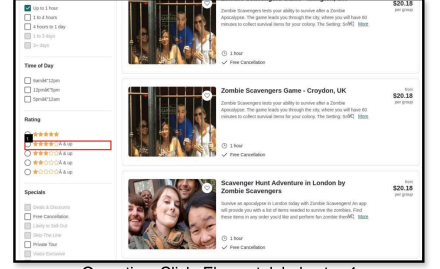 Up to 1 hour
1 to 4 hours
4 hours to 1 day
1 to 3 days
3+ days
Time of Day
6amâ€"12pm
12pmâ€"5pm
5pmâ€"12am
Rating
1
Â & up
Â & up
Â & up
Â & up
Specials
Deals & Discounts
Free Cancellation
Likely to Sell Out
Skip-The-Line
Private Tour
Viator Exclusive
Zombie Scavengers tests your ability to survive after a Zombie
Apocalypse. The game leads you through the city, where you will have 60
minutes to collect survival items for your colony. The Setting:
More
1 hour
Free Cancellation
$20.18
per group
Zombie Scavengers Game - Croydon, UK
Zombie Scavengers tests your ability to survive after a Zombie
Apocalypse. The game leads you through the city, where you will have 60
minutes to collect survival items for your colony. The Setting:
More
1 hour
Free Cancellation
from
$20.18
per group
Scavenger Hunt Adventure in London by
Zombie Scavengers
Survive an apocalypse in London today with Zombie Scavengers! An app
will provide you with a list of items needed to survive the zombies. Find
these items in any order you'd like and perform fun zombie
More
1 hour
Free Cancellation
from
$20.18
per group